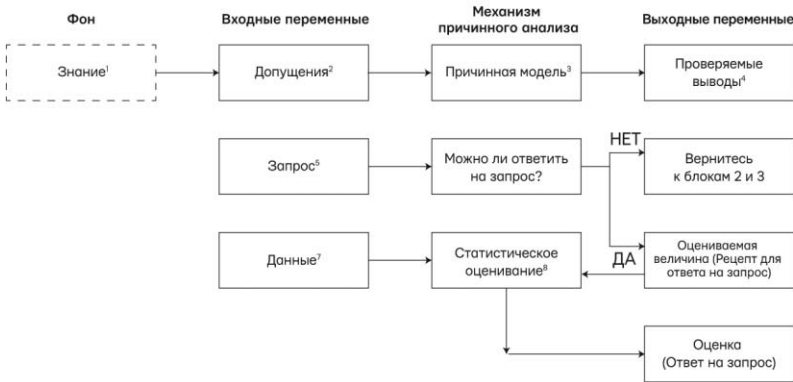 Фон
Входные переменные
Механизм
причинного анализа
Выходные переменные
Знание¹
Допущения²
Причинная модель³
Проверяемые
выводы⁴
Запрос⁵
Можно ли ответить
на запрос?
НЕТ
Вернитесь
к блокам 2 и 3
Данные⁷
Статистическое
оценивание⁸
ДА
Оцениваемая
величина (Рецепт для
ответа на запрос)
Оценка
(Ответ на запрос)